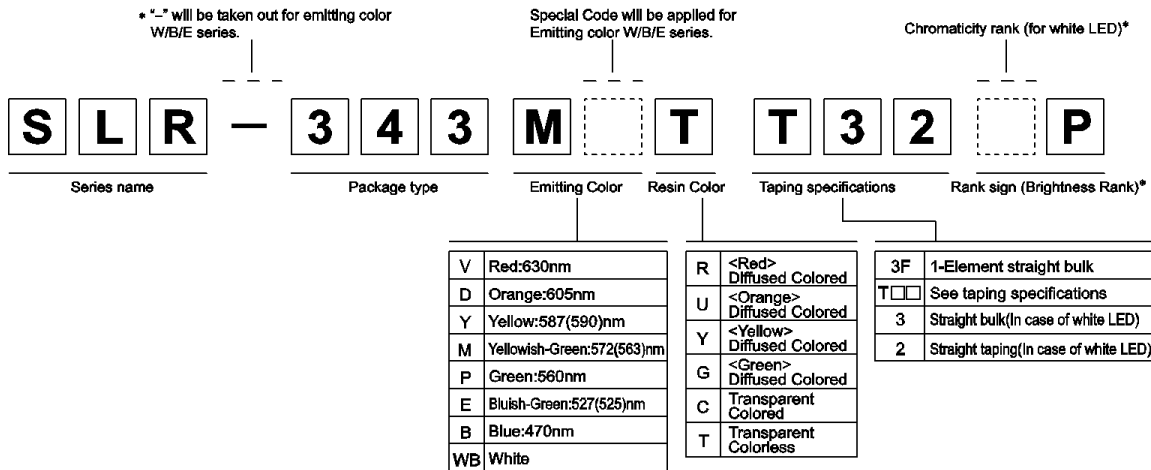 * "–" will be taken out for emitting color
W/B/E series.
Special Code will be applied for
Emitting color W/B/E series.
Chromaticity rank (for white LED)*
S L R – 3 4 3 M T T 3 2 P
Series name
Package type
Emitting Color
Resin Color
Taping specifications
Rank sign (Brightness Rank)*
V Red:630nm
D Orange:605nm
Y Yellow:587(590)nm
M Yellowish-Green:572(563)nm
P Green:560nm
E Bluish-Green:527(525)nm
B Blue:470nm
WB White
R <Red>
Diffused Colored
U <Orange>
Diffused Colored
Y <Yellow>
Diffused Colored
G <Green>
Diffused Colored
C Transparent
Colored
T Transparent
Colorless
3F 1-Element straight bulk
T□□ See taping specifications
3 Straight bulk(In case of white LED)
2 Straight taping(In case of white LED)